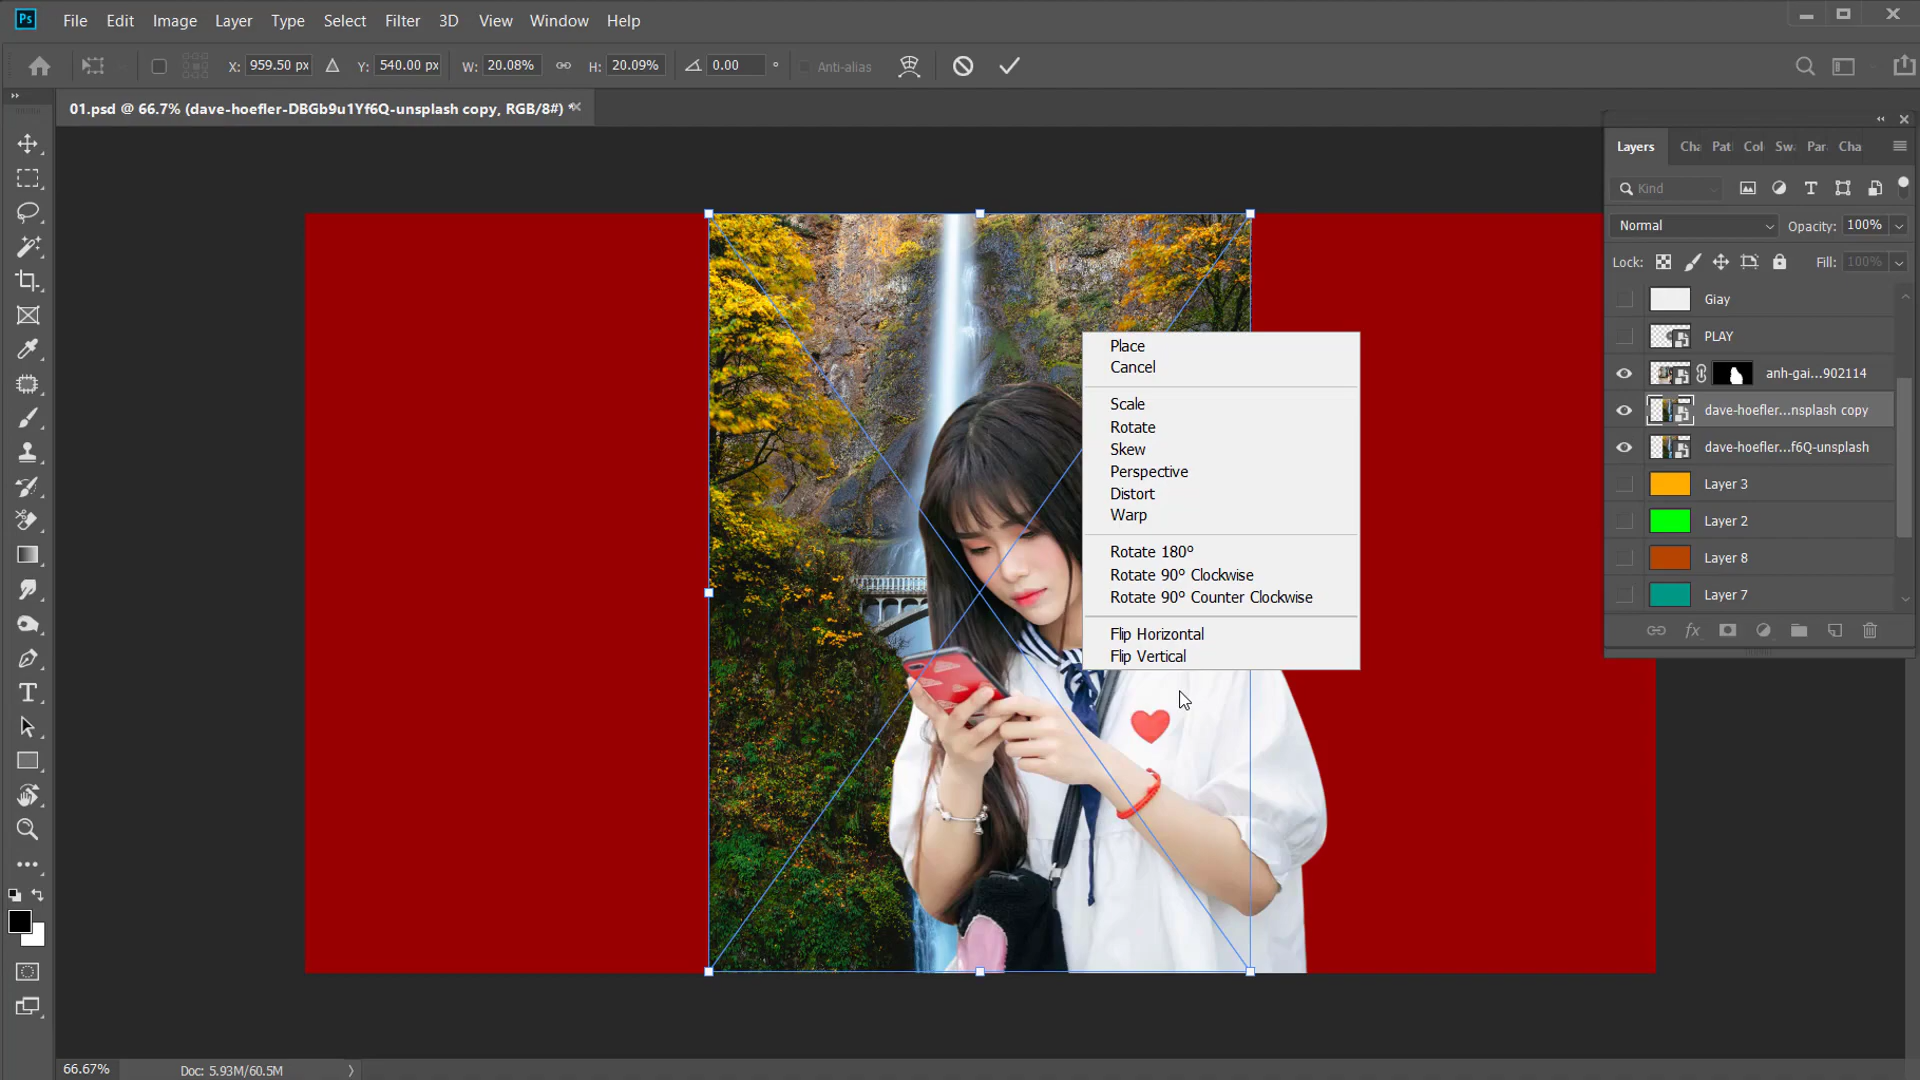 Ps File Edit Image Layer Type Select Filter 3D View Window Help
X: 959.50 px Y: 540.00 px W: 20.08% H: 20.09% 0.00 ° Anti-alias
01.psd @ 66.7% (dave-hoefler-DBGb9u1Yf6Q-unsplash copy, RGB/8#) *
Layers Cha Patl Col Swa Par Cha
Kind
Normal Opacity: 100%
Lock: Fill: 100%
Giay
PLAY
anh-gai...902114
dave-hoefler...nsplash copy
dave-hoefler...f6Q-unsplash
Layer 3
Layer 2
Layer 8
Layer 7
fx
Place
Cancel
Scale
Rotate
Skew
Perspective
Distort
Warp
Rotate 180°
Rotate 90° Clockwise
Rotate 90° Counter Clockwise
Flip Horizontal
Flip Vertical
66.67% Doc: 5.93M/60.5M